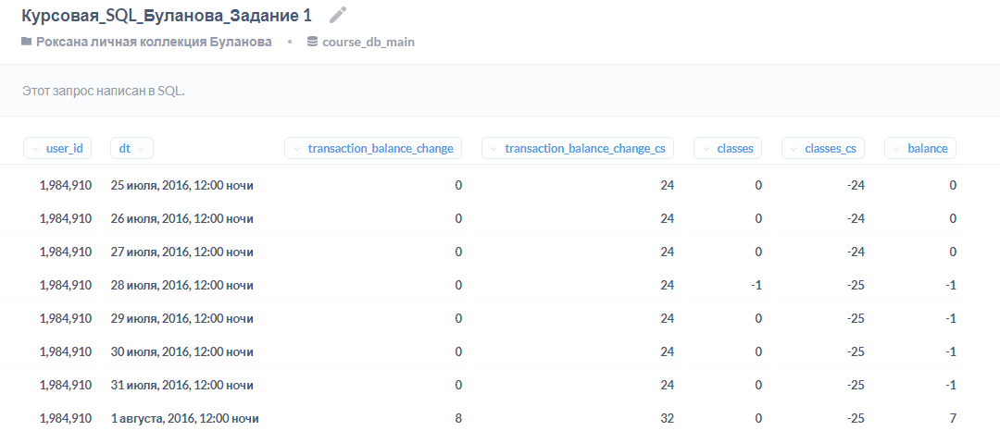 Курсовая_SQL_Буланова_Задание 1
Роксана личная коллекция Буланова • course_db_main
Этот запрос написан в SQL.
user_id dt transaction_balance_change transaction_balance_change_cs classes classes_cs balance
1,984,910 25 июля, 2016, 12:00 ночи 0 24 0 -24 0
1,984,910 26 июля, 2016, 12:00 ночи 0 24 0 -24 0
1,984,910 27 июля, 2016, 12:00 ночи 0 24 0 -24 0
1,984,910 28 июля, 2016, 12:00 ночи 0 24 -1 -25 -1
1,984,910 29 июля, 2016, 12:00 ночи 0 24 0 -25 -1
1,984,910 30 июля, 2016, 12:00 ночи 0 24 0 -25 -1
1,984,910 31 июля, 2016, 12:00 ночи 0 24 0 -25 -1
1,984,910 1 августа, 2016, 12:00 ночи 8 32 0 -25 7